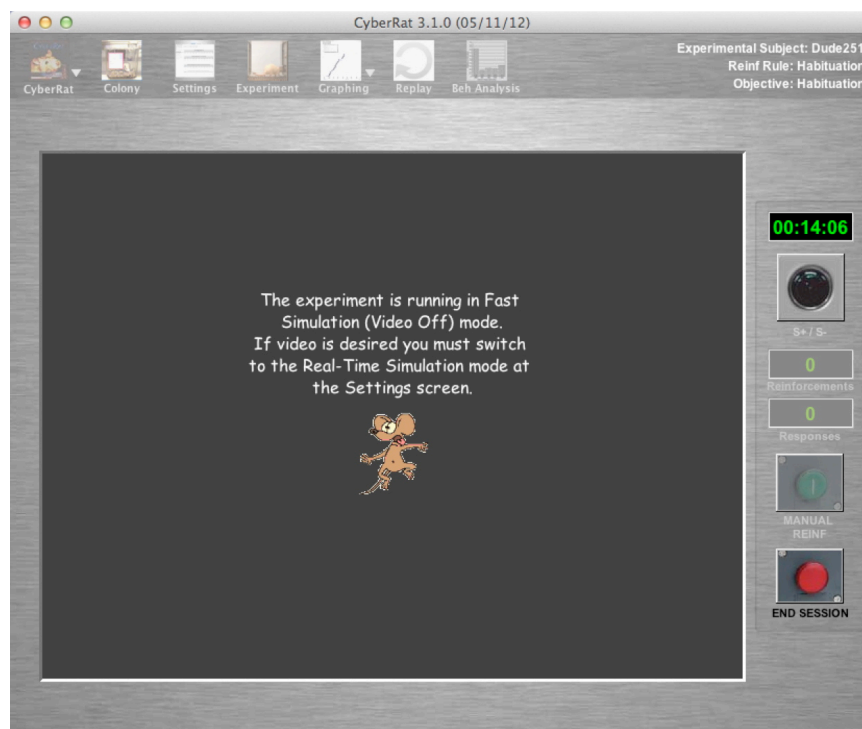 CyberRat 3.1.0 (05/11/12)
Experimental Subject: Dude251
Reinf Rule: Habituation
Objective: Habituation
CyberRat
Colony
Settings
Experiment
Graphing
Replay
Beh Analysis
The experiment is running in Fast
Simulation (Video Off) mode.
If video is desired you must switch
to the Real-Time Simulation mode at
the Settings screen.
00:14:06
S+ / S-
0
Reinforcements
0
Responses
MANUAL
REINF
END SESSION